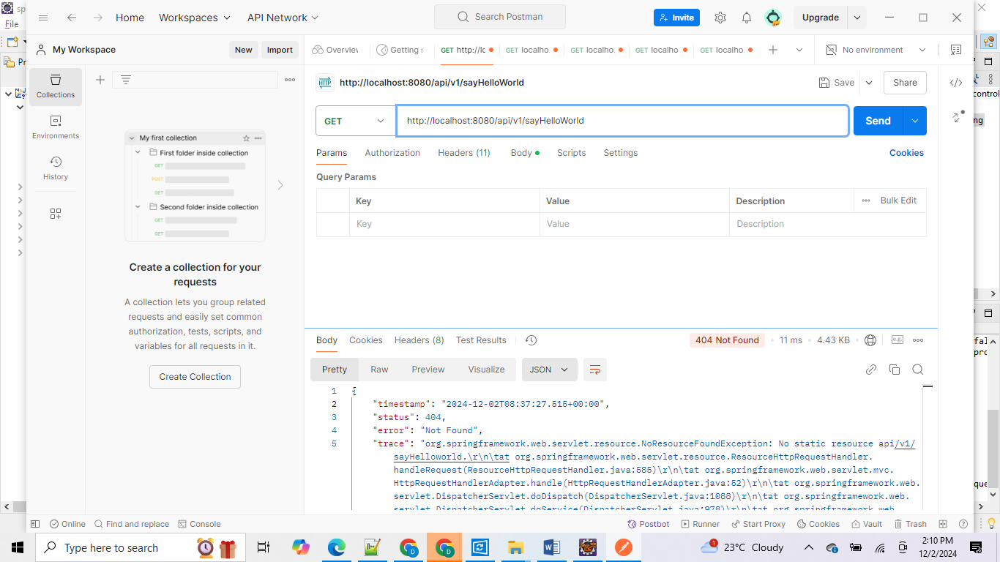 sp
File
Home
Workspaces
API Network
Search Postman
Invite
Upgrade
My Workspace
New
Import
Overview
Getting s
GET http://lo
GET localho.
GET localho.
GET localho
GET localho.
No environment
Collections
Environments
History
My first collection
First folder inside collection
GET
POST
GET
Second folder inside collection
GET
GET
Create a collection for your
requests
A collection lets you group related
requests and easily set common
authorization, tests, scripts, and
variables for all requests in it.
Create Collection
HTTP
http://localhost:8080/api/v1/sayHelloWorld
Save
Share
GET
http://localhost:8080/api/v1/sayHelloWorld
Send
Params
Authorization
Headers (11)
Body
Scripts
Settings
Cookies
Query Params
Key
Value
Description
Bulk Edit
Key
Value
Description
Body
Cookies
Headers (8)
Test Results
404 Not Found
11 ms
4.43 KB
e.g.
Pretty
Raw
Preview
Visualize
JSON
1 {
2 "timestamp": "2024-12-02T08:37:27.515+00:00",
3 "status": 404,
4 "error": "Not Found",
5 "trace": "org.springframework.web.servlet.resource.NoResourceFoundException: No static resource api/v1/
sayHelloworld.\r\n\tat org.springframework.web.servlet.resource.ResourceHttpRequestHandler.
handleRequest(ResourceHttpRequestHandler.java:585)\r\n\tat org.springframework.web.servlet.mvc.
HttpRequestHandlerAdapter.handle(HttpRequestHandlerAdapter.java:52)\r\n\tat org.springframework.web.
servlet.DispatcherServlet.doDispatch(DispatcherServlet.java:1088)\r\n\tat org.springframework.web.
servlet.DispatcherServlet.doService(DispatcherServlet.java:978)\r\n\tat org.springframework.web
Online
Find and replace
Console
Postbot
Runner
Start Proxy
Cookies
Vault
Trash
Type here to search
23°C Cloudy
2:10 PM
12/2/2024